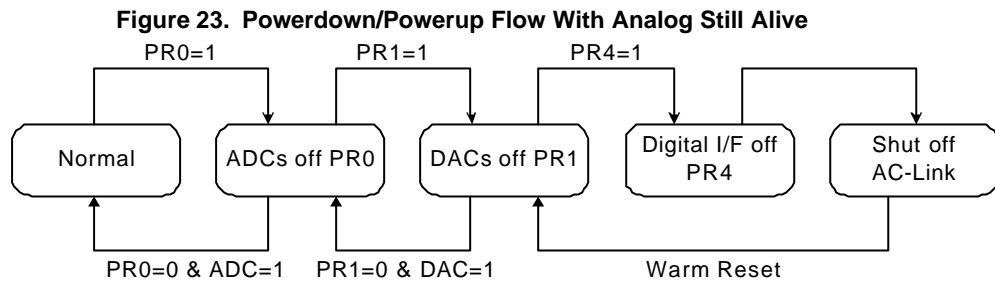 Figure 23. Powerdown/Powerup Flow With Analog Still Alive
PR0=1
PR1=1
PR4=1
Normal
ADCs off PR0
DACs off PR1
Digital I/F off
PR4
Shut off
AC-Link
PR0=0 & ADC=1
PR1=0 & DAC=1
Warm Reset